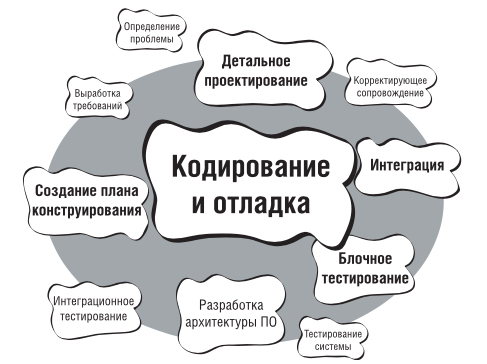 Определение
проблемы
Детальное
проектирование
Корректирующее
сопровождение
Выработка
требований
Кодирование
и отладка
Интеграция
Создание плана
конструирования
Блочное
тестирование
Интеграционное
тестирование
Разработка
архитектуры ПО
Тестирование
системы